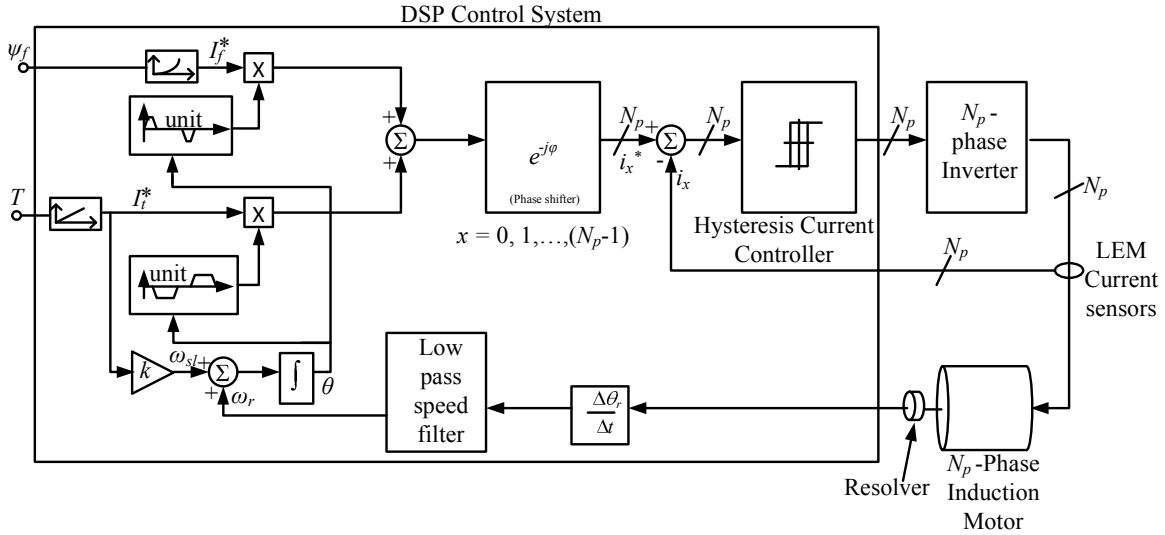 DSP Control System
ψf
I*f
X
unit
T
I*t
X
unit
k
ωsl
+
+
Σ
ωr
∫
θ
+
+
Σ
e-jφ
(Phase shifter)
x = 0, 1,…,(Np-1)
Np
+
Σ
-
ix*
ix
Np
Hysteresis Current
Controller
Np
Np -
phase
Inverter
Np
Np
LEM
Current
sensors
Low
pass
speed
filter
Δθr
Δt
Resolver
Np -Phase
Induction
Motor